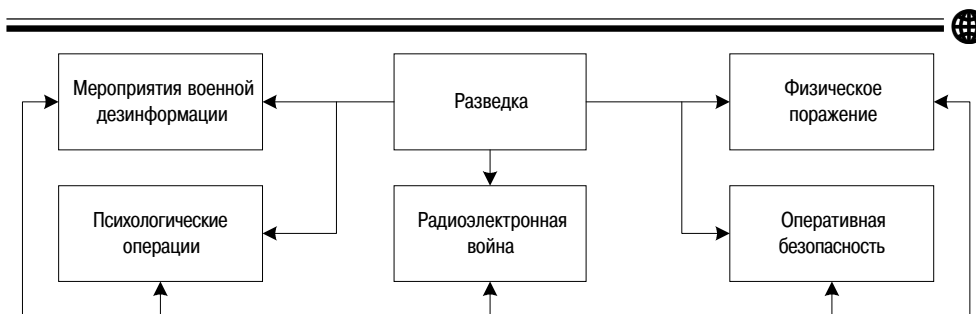 Мероприятия военной
дезинформации
Разведка
Физическое
поражение
Психологические
операции
Радиоэлектронная
война
Оперативная
безопасность